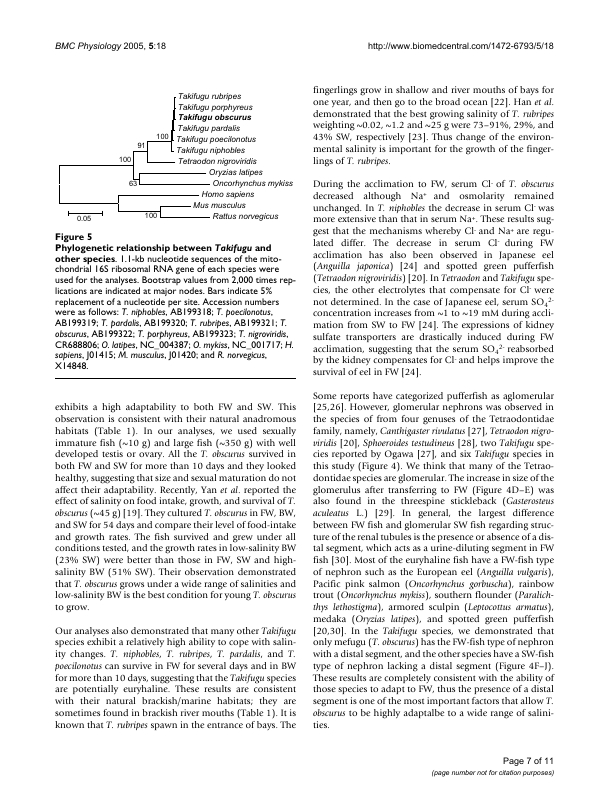 BMC Physiology 2005, 5:18
http://www.biomedcentral.com/1472-6793/5/18
Takifugu rubripes
Takifugu porphyreus
Takifugu obscurus
Takifugu pardalis
100
Takifugu poecilonotus
91
Takifugu niphobles
100
Tetraodon nigroviridis
Oryzias latipes
63
Oncorhynchus mykiss
Homo sapiens
Mus musculus
0.05
100
Rattus norvegicus
Figure 5
Phylogenetic relationship between Takifugu and
other species. 1.1-kb nucleotide sequences of the mito-
chondrial 16S ribosomal RNA gene of each species were
used for the analyses. Bootstrap values from 2,000 times rep-
lications are indicated at major nodes. Bars indicate 5%
replacement of a nucleotide per site. Accession numbers
were as follows: T. niphobles, AB199318; T. poecilonotus,
AB199319; T. pardalis, AB199320; T. rubripes, AB199321; T.
obscurus, AB199322; T. porphyreus, AB199323; T. nigroviridis,
CR688806; O. latipes, NC_004387; O. mykiss, NC_001717; H.
sapiens, J01415; M. musculus, J01420; and R. norvegicus,
X14848.
exhibits a high adaptability to both FW and SW. This
observation is consistent with their natural anadromous
habitats (Table 1). In our analyses, we used sexually
immature fish (~10 g) and large fish (~350 g) with well
developed testis or ovary. All the T. obscurus survived in
both FW and SW for more than 10 days and they looked
healthy, suggesting that size and sexual maturation do not
affect their adaptability. Recently, Yan et al. reported the
effect of salinity on food intake, growth, and survival of T.
obscurus (~45 g) [19]. They cultured T. obscurus in FW, BW,
and SW for 54 days and compare their level of food-intake
and growth rates. The fish survived and grew under all
conditions tested, and the growth rates in low-salinity BW
(23% SW) were better than those in FW, SW and high-
salinity BW (51% SW). Their observation demonstrated
that T. obscurus grows under a wide range of salinities and
low-salinity BW is the best condition for young T. obscurus
to grow.
Our analyses also demonstrated that many other Takifugu
species exhibit a relatively high ability to cope with salin-
ity changes. T. niphobles, T. rubripes, T. pardalis, and T.
poecilonotus can survive in FW for several days and in BW
for more than 10 days, suggesting that the Takifugu species
are potentially euryhaline. These results are consistent
with their natural brackish/marine habitats; they are
sometimes found in brackish river mouths (Table 1). It is
known that T. rubripes spawn in the entrance of bays. The
fingerlings grow in shallow and river mouths of bays for
one year, and then go to the broad ocean [22]. Han et al.
demonstrated that the best growing salinity of T. rubripes
weighting ~0.02, ~1.2 and ~25 g were 73–91%, 29%, and
43% SW, respectively [23]. Thus change of the environ-
mental salinity is important for the growth of the finger-
lings of T. rubripes.
During the acclimation to FW, serum Cl- of T. obscurus
decreased although Na+ and osmolarity remained
unchanged. In T. niphobles the decrease in serum Cl- was
more extensive than that in serum Na+. These results sug-
gest that the mechanisms whereby Cl- and Na+ are regu-
lated differ. The decrease in serum Cl- during FW
acclimation has also been observed in Japanese eel
(Anguilla japonica) [24] and spotted green pufferfish
(Tetraodon nigroviridis) [20]. In Tetraodon and Takifugu spe-
cies, the other electrolytes that compensate for Cl- were
not determined. In the case of Japanese eel, serum SO42-
concentration increases from ~1 to ~19 mM during accli-
mation from SW to FW [24]. The expressions of kidney
sulfate transporters are drastically induced during FW
acclimation, suggesting that the serum SO42- reabsorbed
by the kidney compensates for Cl- and helps improve the
survival of eel in FW [24].
Some reports have categorized pufferfish as aglomerular
[25,26]. However, glomerular nephrons was observed in
the species of from four genuses of the Tetraodontidae
family, namely, Canthigaster rivulatus [27], Tetraodon nigro-
viridis [20], Sphoeroides testudineus [28], two Takifugu spe-
cies reported by Ogawa [27], and six Takifugu species in
this study (Figure 4). We think that many of the Tetrao-
dontidae species are glomerular. The increase in size of the
glomerulus after transferring to FW (Figure 4D–E) was
also found in the threespine stickleback (Gasterosteus
aculeatus L.) [29]. In general, the largest difference
between FW fish and glomerular SW fish regarding struc-
ture of the renal tubules is the presence or absence of a dis-
tal segment, which acts as a urine-diluting segment in FW
fish [30]. Most of the euryhaline fish have a FW-fish type
of nephron such as the European eel (Anguilla vulgaris),
Pacific pink salmon (Oncorhynchus gorbuscha), rainbow
trout (Oncorhynchus mykiss), southern flounder (Paralich-
thys lethostigma), armored sculpin (Leptocottus armatus),
medaka (Oryzias latipes), and spotted green pufferfish
[20,30]. In the Takifugu species, we demonstrated that
only mefugu (T. obscurus) has the FW-fish type of nephron
with a distal segment, and the other species have a SW-fish
type of nephron lacking a distal segment (Figure 4F–J).
These results are completely consistent with the ability of
those species to adapt to FW, thus the presence of a distal
segment is one of the most important factors that allow T.
obscurus to be highly adaptalbe to a wide range of salini-
ties.
Page 7 of 11
(page number not for citation purposes)